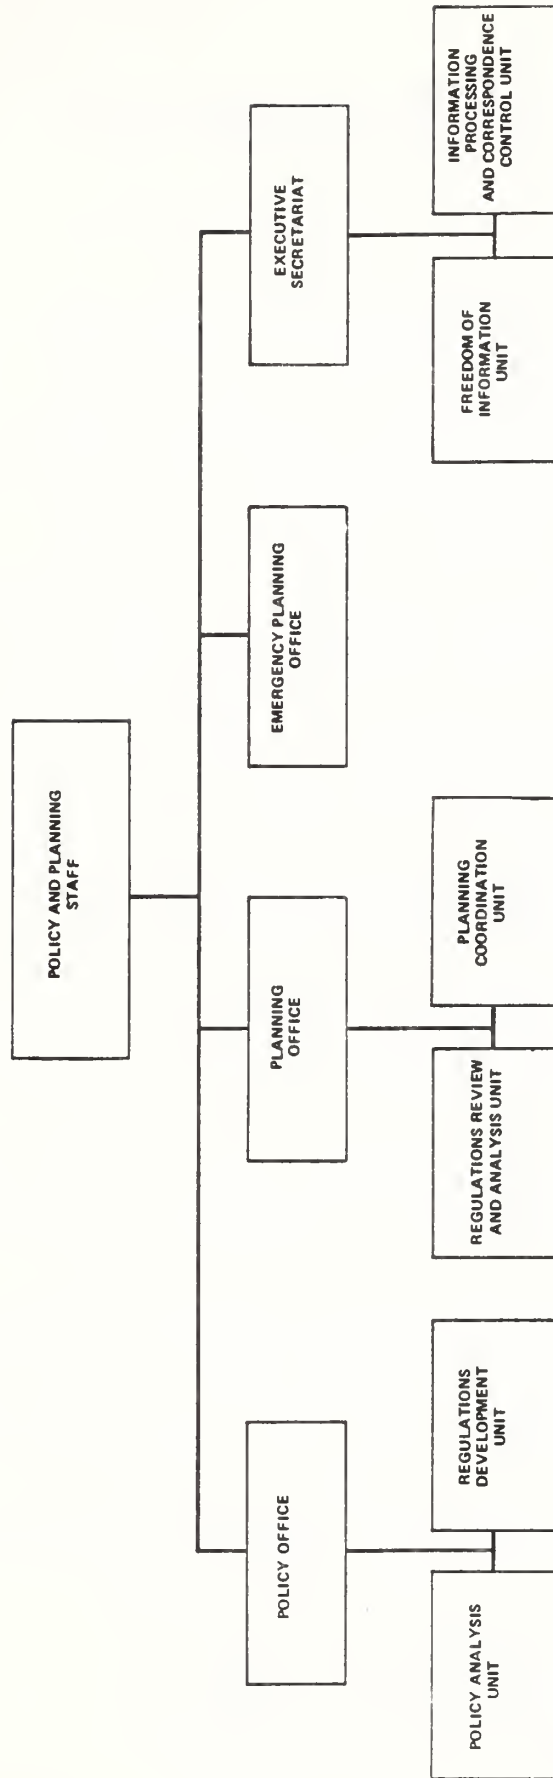 POLICY AND PLANNING
STAFF
POLICY OFFICE
PLANNING
OFFICE
EMERGENCY PLANNING
OFFICE
EXECUTIVE
SECRETARIAT
POLICY ANALYSIS
UNIT
REGULATIONS
DEVELOPMENT
UNIT
REGULATIONS REVIEW
AND ANALYSIS UNIT
PLANNING
COORDINATION
UNIT
FREEDOM OF
INFORMATION
UNIT
INFORMATION
PROCESSING
AND CORRESPONDENCE
CONTROL UNIT